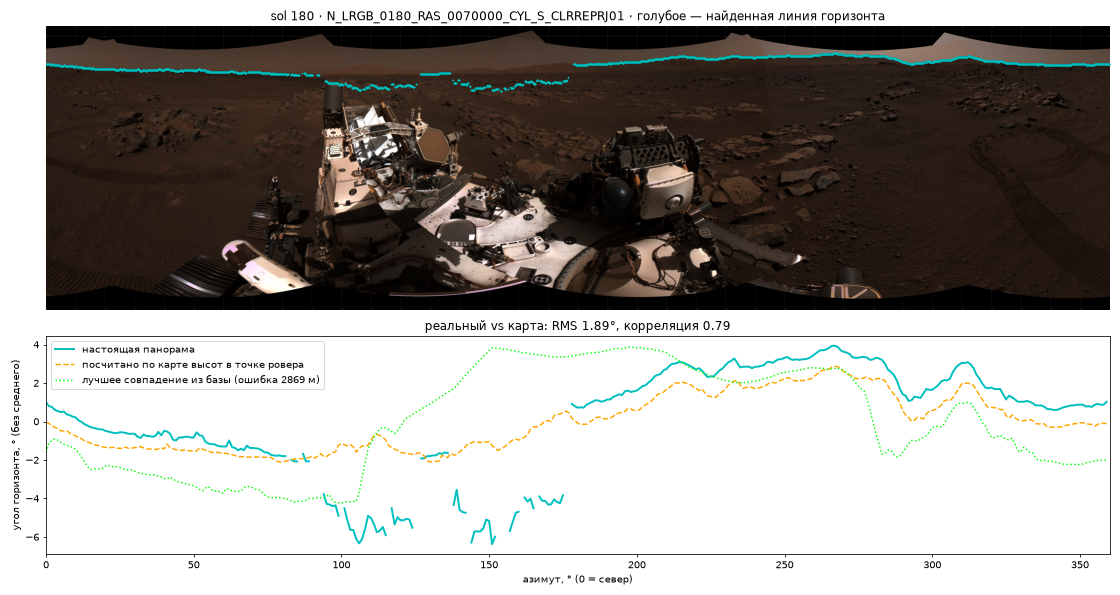 sol 180 · N_LRGB_0180_RAS_0070000_CYL_S_CLRREPRJ01 · голубое — найденная линия горизонта
реальный vs карта: RMS 1.89°, корреляция 0.79
настоящая панорама
посчитано по карте высот в точке ровера
лучшее совпадение из базы (ошибка 2869 м)
угол горизонта, ° (без среднего)
4
2
0
−2
−4
−6
0 50 100 150 200 250 300 350
азимут, ° (0 = север)